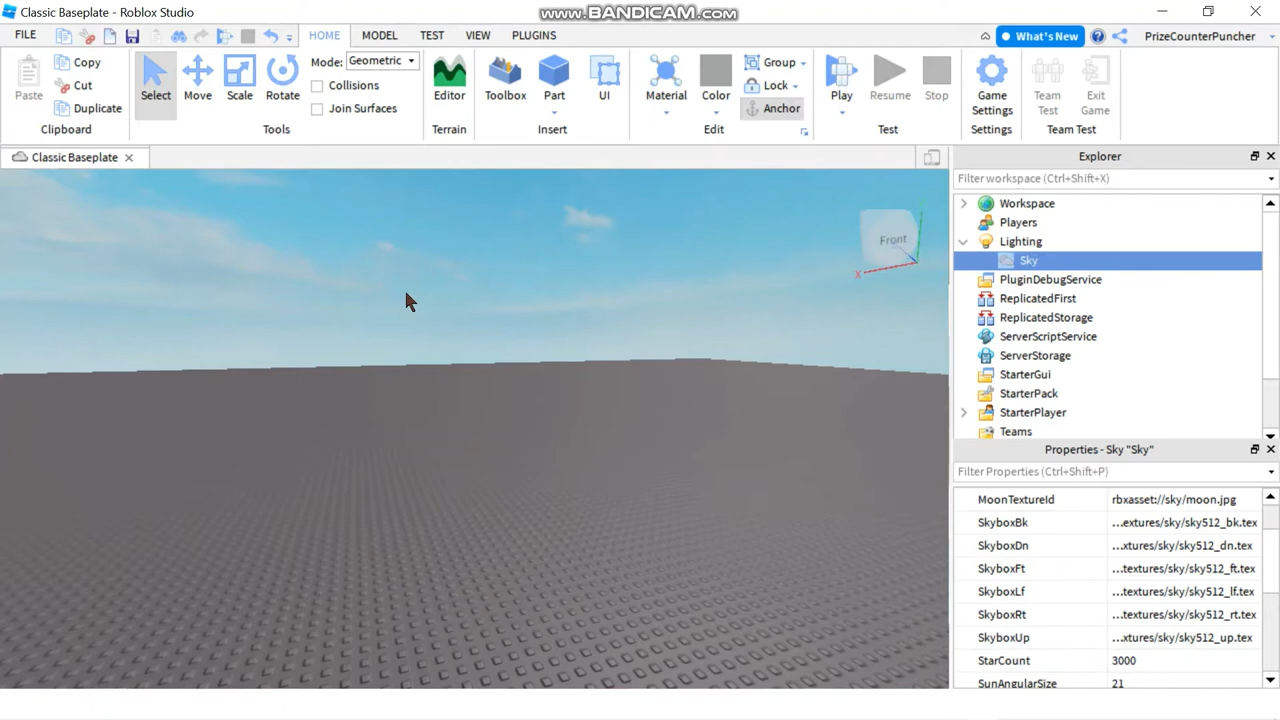 Classic Baseplate - Roblox Studio
www.BANDICAM.com
FILE HOME MODEL TEST VIEW PLUGINS What's New PrizeCounterPuncher
Paste Copy Cut Duplicate
Clipboard
Select Move Scale Rotate
Mode: Geometric
Collisions
Join Surfaces
Tools
Editor
Terrain
Toolbox Part UI
Insert
Material Color
Group
Lock
Anchor
Edit
Play Resume Stop
Test
Game Settings
Settings
Team Test Exit Game
Team Test
Classic Baseplate
Front
X
Explorer
Filter workspace (Ctrl+Shift+X)
Workspace
Players
Lighting
Sky
PluginDebugService
ReplicatedFirst
ReplicatedStorage
ServerScriptService
ServerStorage
StarterGui
StarterPack
StarterPlayer
Teams
Properties - Sky "Sky"
Filter Properties (Ctrl+Shift+P)
MoonTextureId rbxasset://sky/moon.jpg
SkyboxBk ...extures/sky/sky512_bk.tex
SkyboxDn ...xtures/sky/sky512_dn.tex
SkyboxFt ...textures/sky/sky512_ft.tex
SkyboxLf ...textures/sky/sky512_lf.tex
SkyboxRt ...textures/sky/sky512_rt.tex
SkyboxUp ...xtures/sky/sky512_up.tex
StarCount 3000
SunAngularSize 21